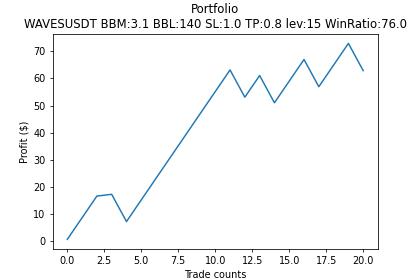 Portfolio
WAVESUSDT BBM:3.1 BBL:140 SL:1.0 TP:0.8 lev:15 WinRatio:76.0
70
60
50
40
30
20
10
0
Profit ($)
0.0 2.5 5.0 7.5 10.0 12.5 15.0 17.5 20.0
Trade counts